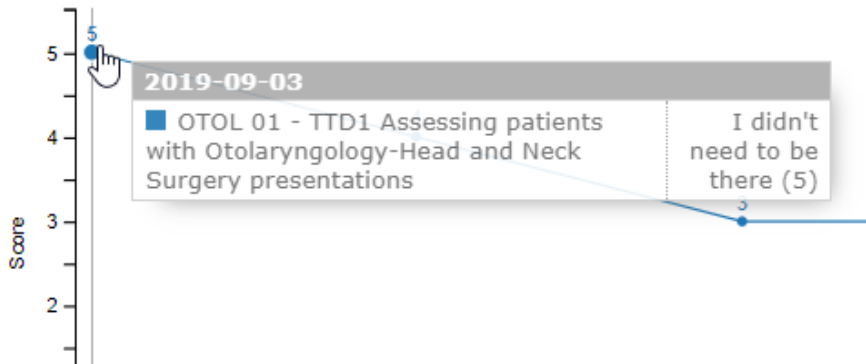 5
5
2019-09-03
OTOL 01 - TTD1 Assessing patients
with Otolaryngology-Head and Neck
Surgery presentations
I didn't
need to be
there (5)
4
3
3
2
Score